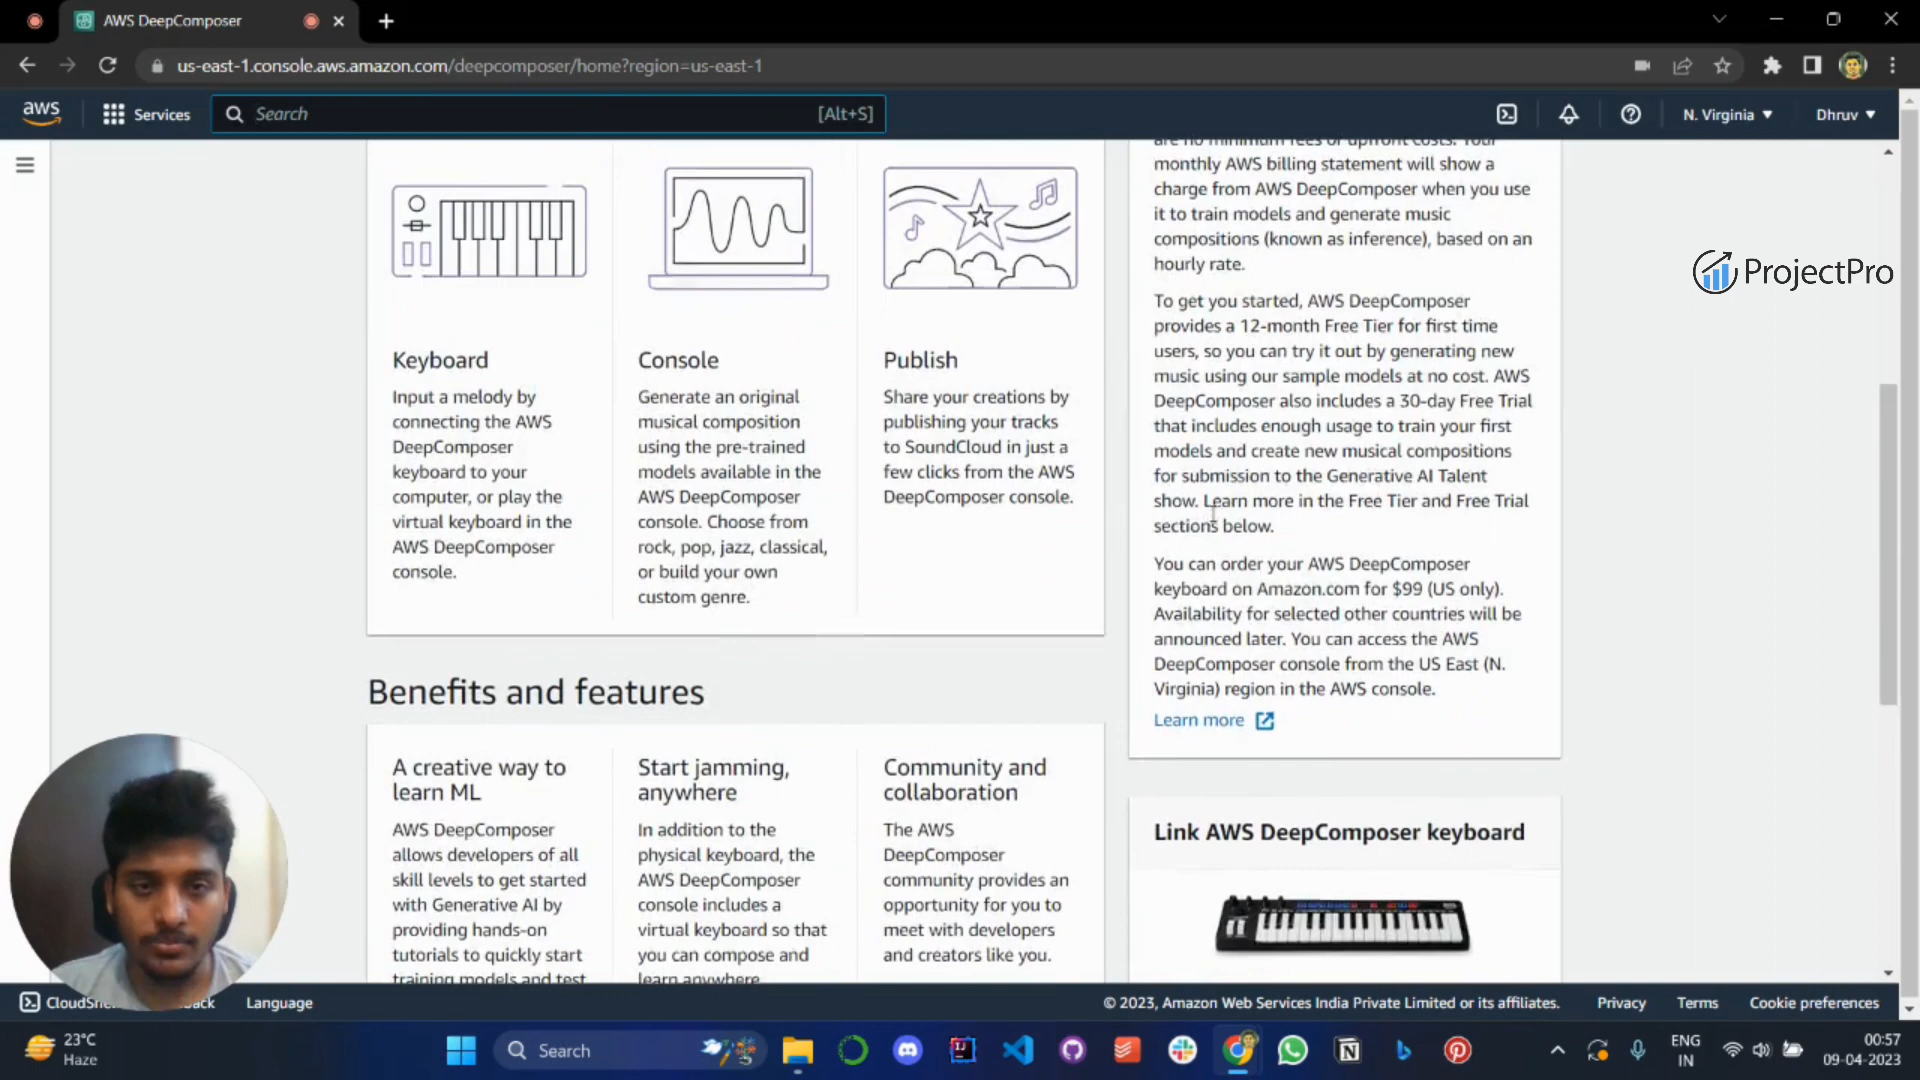 AWS DeepComposer
us-east-1.console.aws.amazon.com/deepcomposer/home?region=us-east-1
aws
Services
Search
[Alt+S]
N. Virginia
Dhruv
Keyboard
Input a melody by
connecting the AWS
DeepComposer
keyboard to your
computer, or play the
virtual keyboard in the
AWS DeepComposer
console.
Console
Generate an original
musical composition
using the pre-trained
models available in the
AWS DeepComposer
console. Choose from
rock, pop, jazz, classical,
or build your own
custom genre.
Publish
Share your creations by
publishing your tracks
to SoundCloud in just a
few clicks from the AWS
DeepComposer console.
are no minimum fees or upfront costs. Your
monthly AWS billing statement will show a
charge from AWS DeepComposer when you use
it to train models and generate music
compositions (known as inference), based on an
hourly rate.
To get you started, AWS DeepComposer
provides a 12-month Free Tier for first time
users, so you can try it out by generating new
music using our sample models at no cost. AWS
DeepComposer also includes a 30-day Free Trial
that includes enough usage to train your first
models and create new musical compositions
for submission to the Generative AI Talent
show. Learn more in the Free Tier and Free Trial
sections below.
You can order your AWS DeepComposer
keyboard on Amazon.com for $99 (US only).
Availability for selected other countries will be
announced later. You can access the AWS
DeepComposer console from the US East (N.
Virginia) region in the AWS console.
Learn more
ProjectPro
Benefits and features
A creative way to
learn ML
AWS DeepComposer
allows developers of all
skill levels to get started
with Generative AI by
providing hands-on
tutorials to quickly start
training models and test
Start jamming,
anywhere
In addition to the
physical keyboard, the
AWS DeepComposer
console includes a
virtual keyboard so that
you can compose and
learn anywhere
Community and
collaboration
The AWS
DeepComposer
community provides an
opportunity for you to
meet with developers
and creators like you.
Link AWS DeepComposer keyboard
Language
© 2023, Amazon Web Services India Private Limited or its affiliates.
Privacy
Terms
Cookie preferences
23°C
Haze
Search
ENG
IN
00:57
09-04-2023